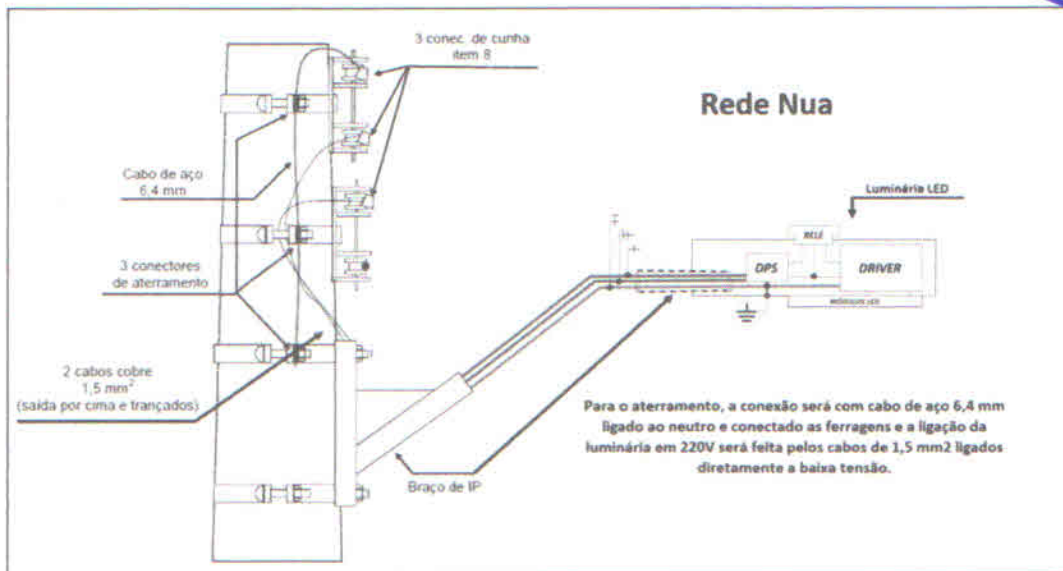 3 conec. de cunha
item 8
Rede Nua
Cabo de aço
6,4 mm
Luminária LED
RELÉ
DPS
DRIVER
3 conectores
de aterramento
2 cabos cobre
1,5 mm²
(saída por cima e trançados)
Para o aterramento, a conexão será com cabo de aço 6,4 mm
ligado ao neutro e conectado as ferragens e a ligação da
luminária em 220V será feita pelos cabos de 1,5 mm2 ligados
diretamente a baixa tensão.
Braço de IP